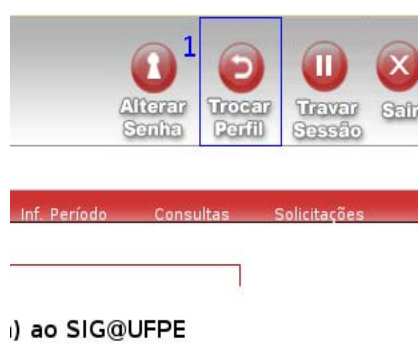 1
Alterar Senha
Trocar Perfil
Travar Sessão
Sair
Inf. Período Consultas Solicitações
) ao SIG@UFPE